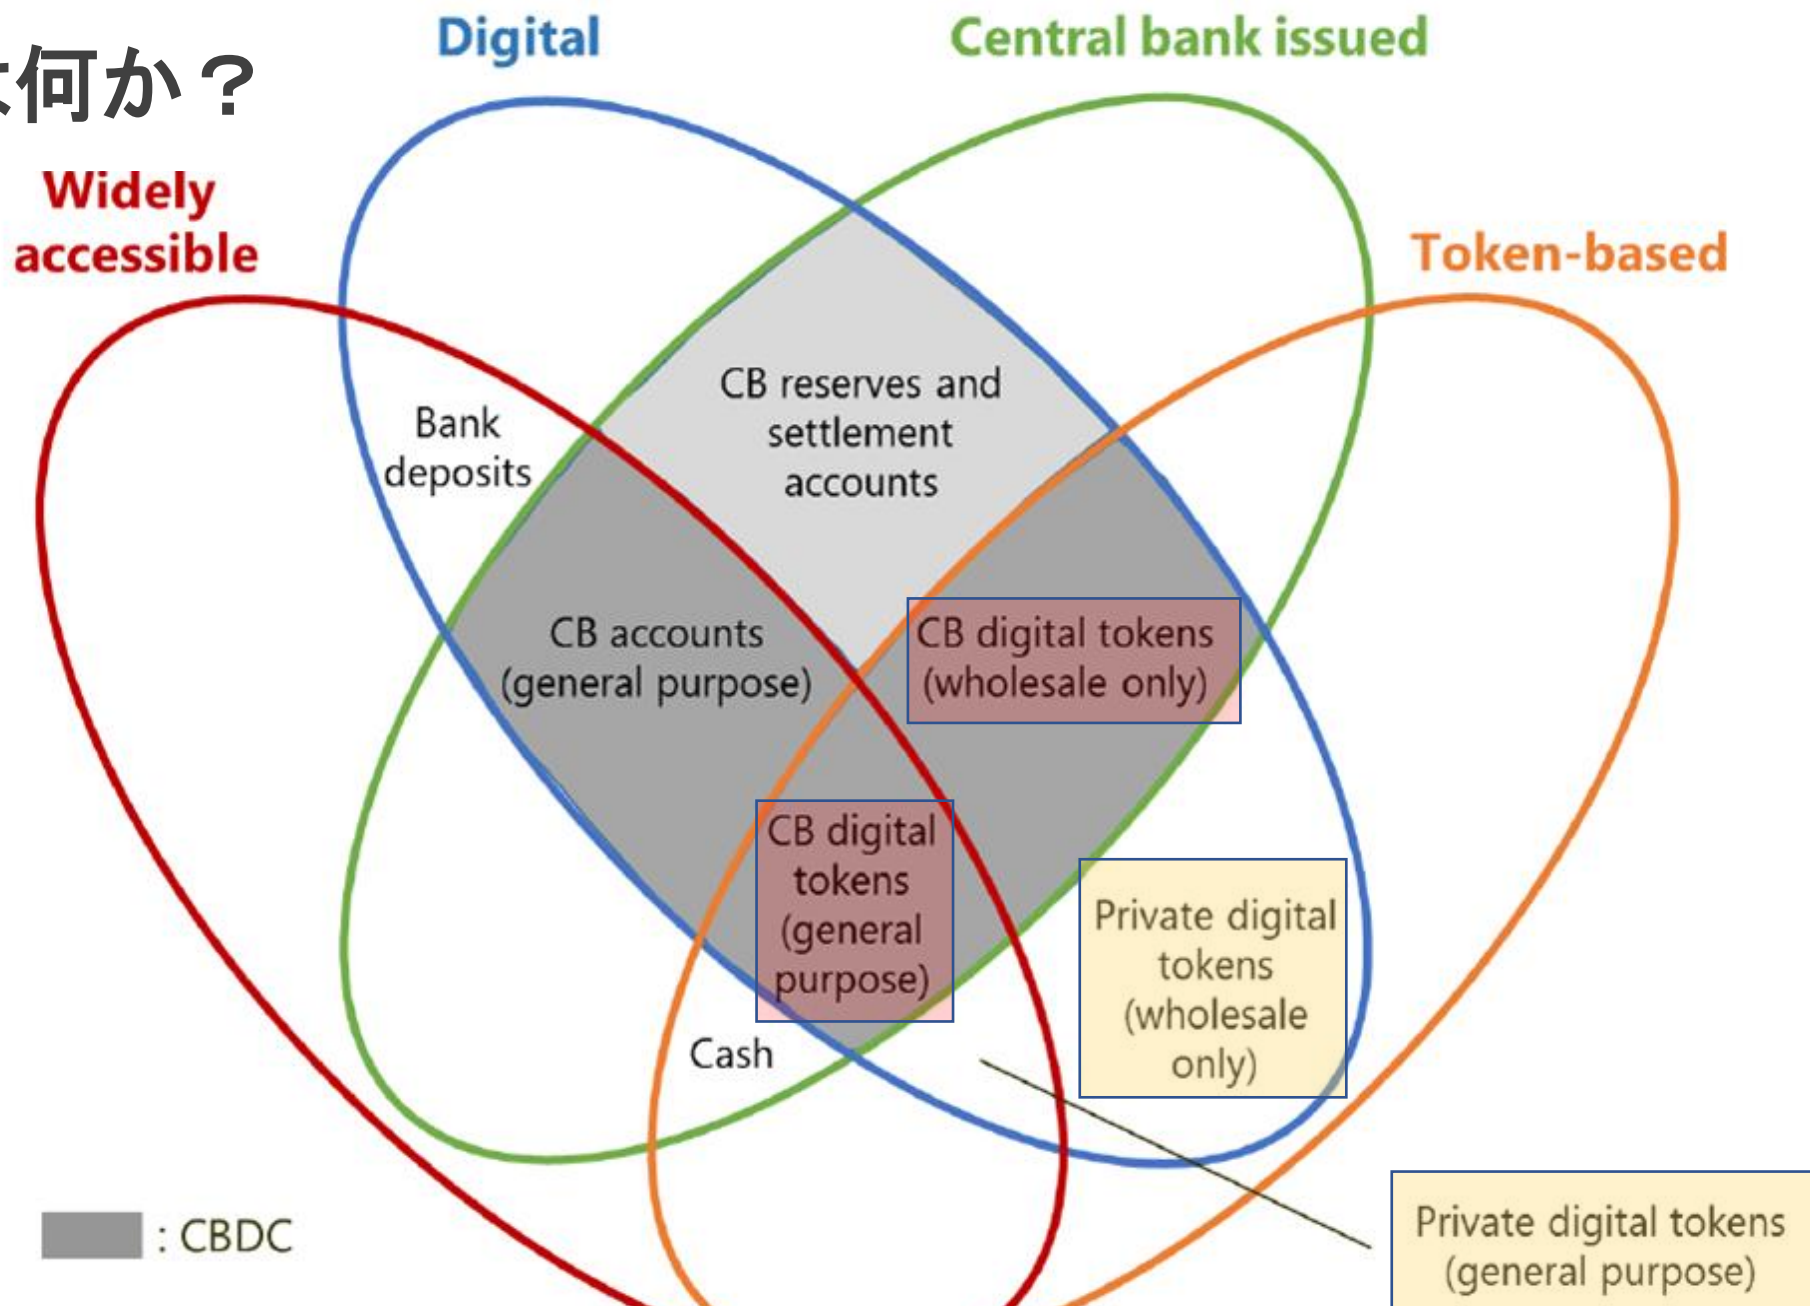 は何か？
Digital
Central bank issued
Widely
accessible
Token-based
CB reserves and
settlement
accounts
Bank
deposits
CB accounts
(general purpose)
CB digital tokens
(wholesale only)
CB digital
tokens
(general
purpose)
Private digital
tokens
(wholesale
only)
Cash
: CBDC
Private digital tokens
(general purpose)